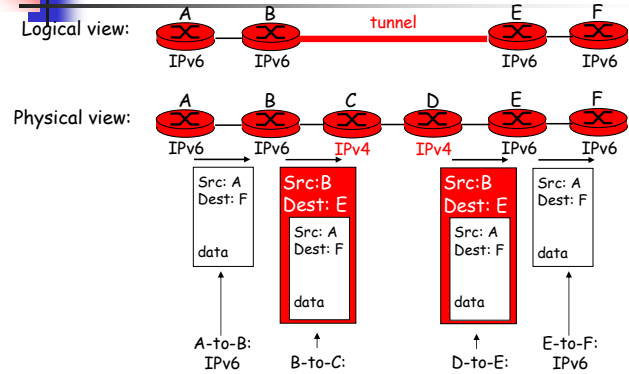 A B E F
Logical view: tunnel
IPv6 IPv6 IPv6 IPv6
A B C D E F
Physical view:
IPv6 IPv6 IPv4 IPv4 IPv6 IPv6
Src: A
Dest: F
data
Src:B
Dest: E
Src: A
Dest: F
data
Src:B
Dest: E
Src: A
Dest: F
data
Src: A
Dest: F
data
A-to-B:
IPv6
B-to-C:
D-to-E:
E-to-F:
IPv6